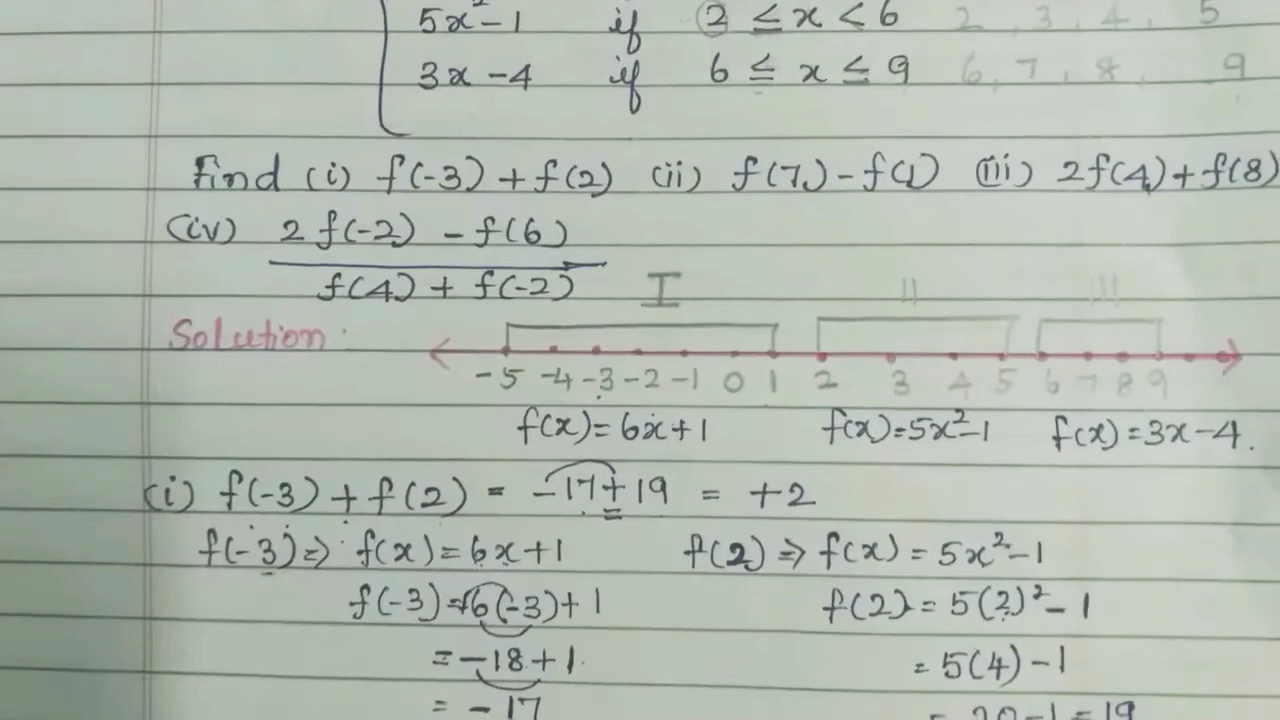 5x²-1 if 2 ≤ x < 6 2, 3, 4, 5
3x-4 if 6 ≤ x ≤ 9 6, 7, 8, 9
Find (i) f(-3)+f(2) (ii) f(7)-f(1) (iii) 2f(4)+f(8)
(iv) 2f(-2) - f(6)
f(4) + f(-2)
I II III
Solution:
-5 -4 -3 -2 -1 0 1 2 3 4 5 6 7 8 9
f(x)=6x+1 f(x)=5x²-1 f(x)=3x-4.
(i) f(-3)+f(2) = -17+19 = +2
f(-3)⇒ f(x)=6x+1 f(2)⇒ f(x)=5x²-1
f(-3)=6(-3)+1 f(2)=5(2)²-1
=-18+1 =5(4)-1
=-17 =20-1=19